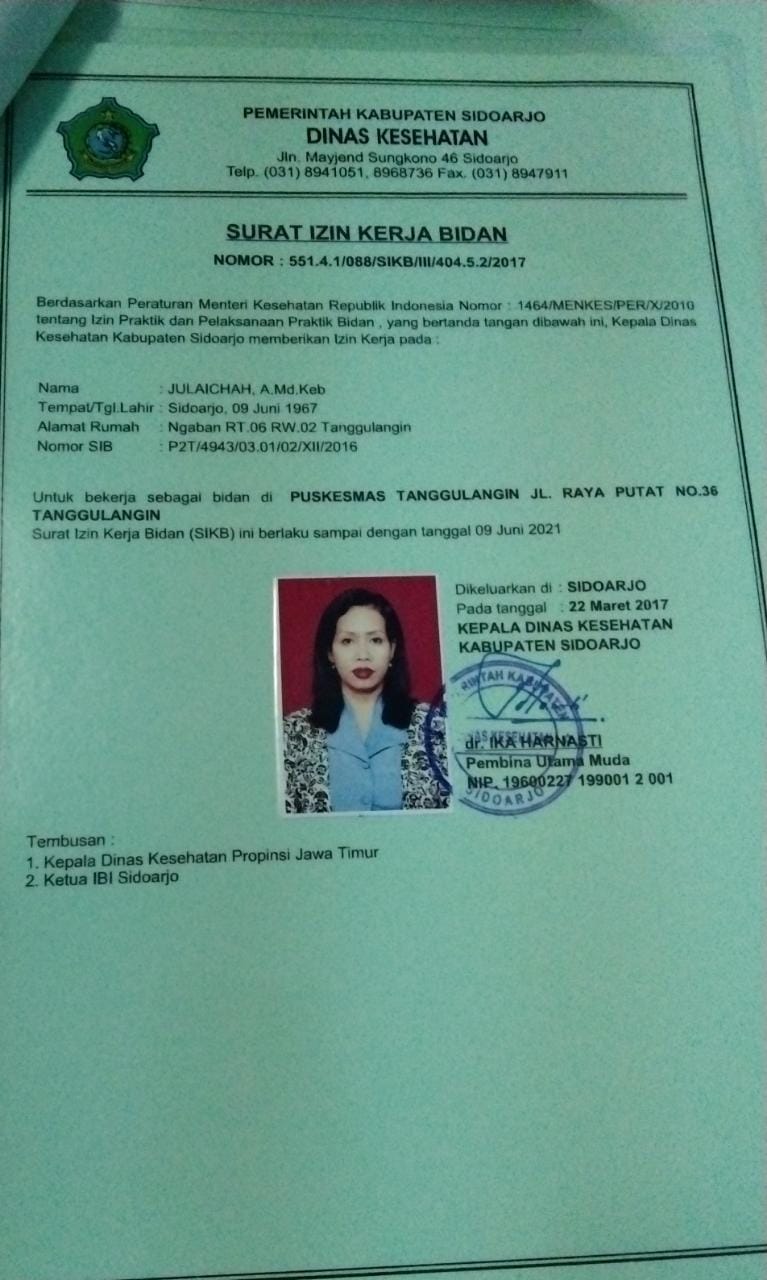 PEMERINTAH KABUPATEN SIDOARJO
DINAS KESEHATAN
Jln. Mayjend Sungkono 46 Sidoarjo
Telp. (031) 8941051, 8968736 Fax. (031) 8947911
SURAT IZIN KERJA BIDAN
NOMOR : 551.4.1/088/SIKB/III/404.5.2/2017
Berdasarkan Peraturan Menteri Kesehatan Republik Indonesia Nomor : 1464/MENKES/PER/X/2010
tentang Izin Praktik dan Pelaksanaan Praktik Bidan , yang bertanda tangan dibawah ini, Kepala Dinas
Kesehatan Kabupaten Sidoarjo memberikan Izin Kerja pada :
Nama : JULAICHAH, A.Md.Keb
Tempat/Tgl.Lahir : Sidoarjo, 09 Juni 1967
Alamat Rumah : Ngaban RT.06 RW.02 Tanggulangin
Nomor SIB : P2T/4943/03.01/02/XII/2016
Untuk bekerja sebagai bidan di PUSKESMAS TANGGULANGIN JL. RAYA PUTAT NO.36
TANGGULANGIN
Surat Izin Kerja Bidan (SIKB) ini berlaku sampai dengan tanggal 09 Juni 2021
Dikeluarkan di : SIDOARJO
Pada tanggal : 22 Maret 2017
KEPALA DINAS KESEHATAN
KABUPATEN SIDOARJO
dr. IKA HARNASTI
Pembina Utama Muda
NIP. 19600227 199001 2 001
KABUPATEN
SIDOARJO
Tembusan :
1. Kepala Dinas Kesehatan Propinsi Jawa Timur
2. Ketua IBI Sidoarjo